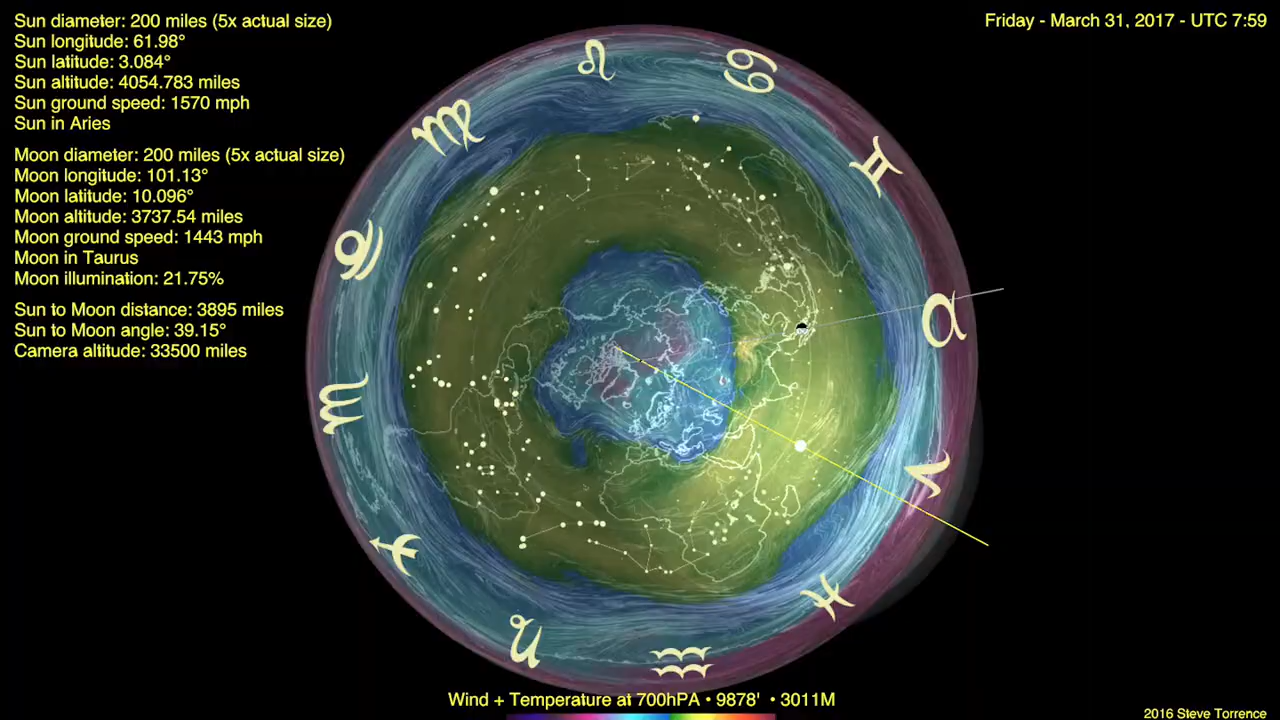 Sun diameter: 200 miles (5x actual size)
Sun longitude: 61.98°
Sun latitude: 3.084°
Sun altitude: 4054.783 miles
Sun ground speed: 1570 mph
Sun in Aries
Moon diameter: 200 miles (5x actual size)
Moon longitude: 101.13°
Moon latitude: 10.096°
Moon altitude: 3737.54 miles
Moon ground speed: 1443 mph
Moon in Taurus
Moon illumination: 21.75%
Sun to Moon distance: 3895 miles
Sun to Moon angle: 39.15°
Camera altitude: 33500 miles
Friday - March 31, 2017 - UTC 7:59
Wind + Temperature at 700hPA • 9878' • 3011M
2016 Steve Torrence